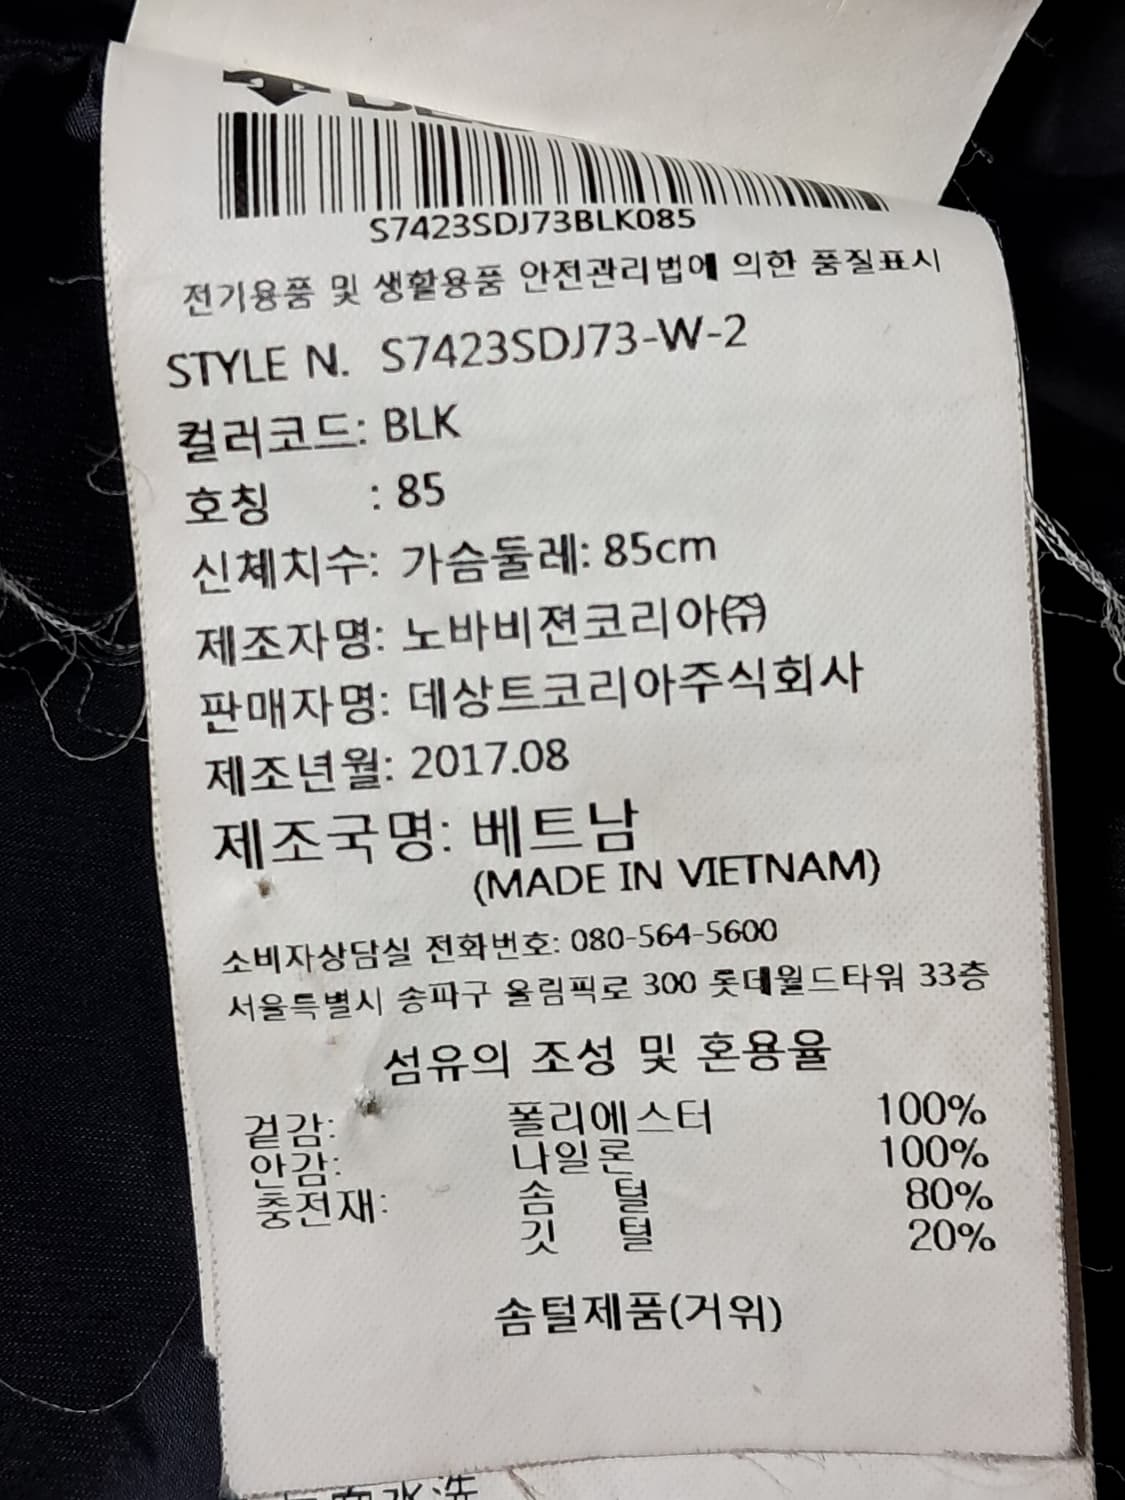 S7423SDJ73BLK085
전기용품 및 생활용품 안전관리법에 의한 품질표시
STYLE N. S7423SDJ73-W-2
컬러코드: BLK
호칭 : 85
신체치수: 가슴둘레: 85cm
제조자명: 노바비젼코리아㈜
판매자명: 데상트코리아주식회사
제조년월: 2017.08
제조국명: 베트남
(MADE IN VIETNAM)
소비자상담실 전화번호: 080-564-5600
서울특별시 송파구 올림픽로 300 롯데월드타워 33층
섬유의 조성 및 혼용율
겉감: 폴리에스터 100%
안감: 나일론 100%
충전재: 솜 털 80%
깃 털 20%
솜털제품(거위)